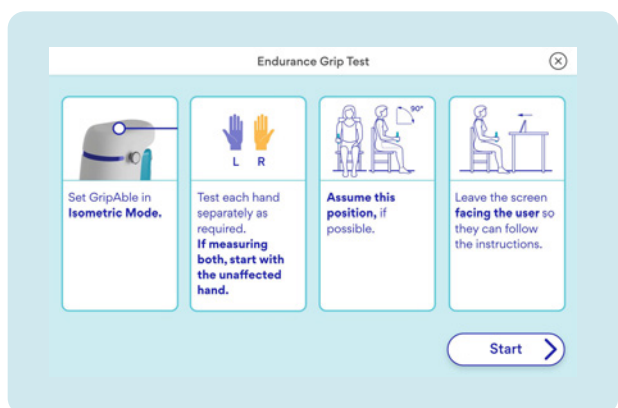 Endurance Grip Test
L R
90°
Set GripAble in
Isometric Mode.
Test each hand
separately as
required.
If measuring
both, start with
the unaffected
hand.
Assume this
position, if
possible.
Leave the screen
facing the user so
they can follow
the instructions.
Start